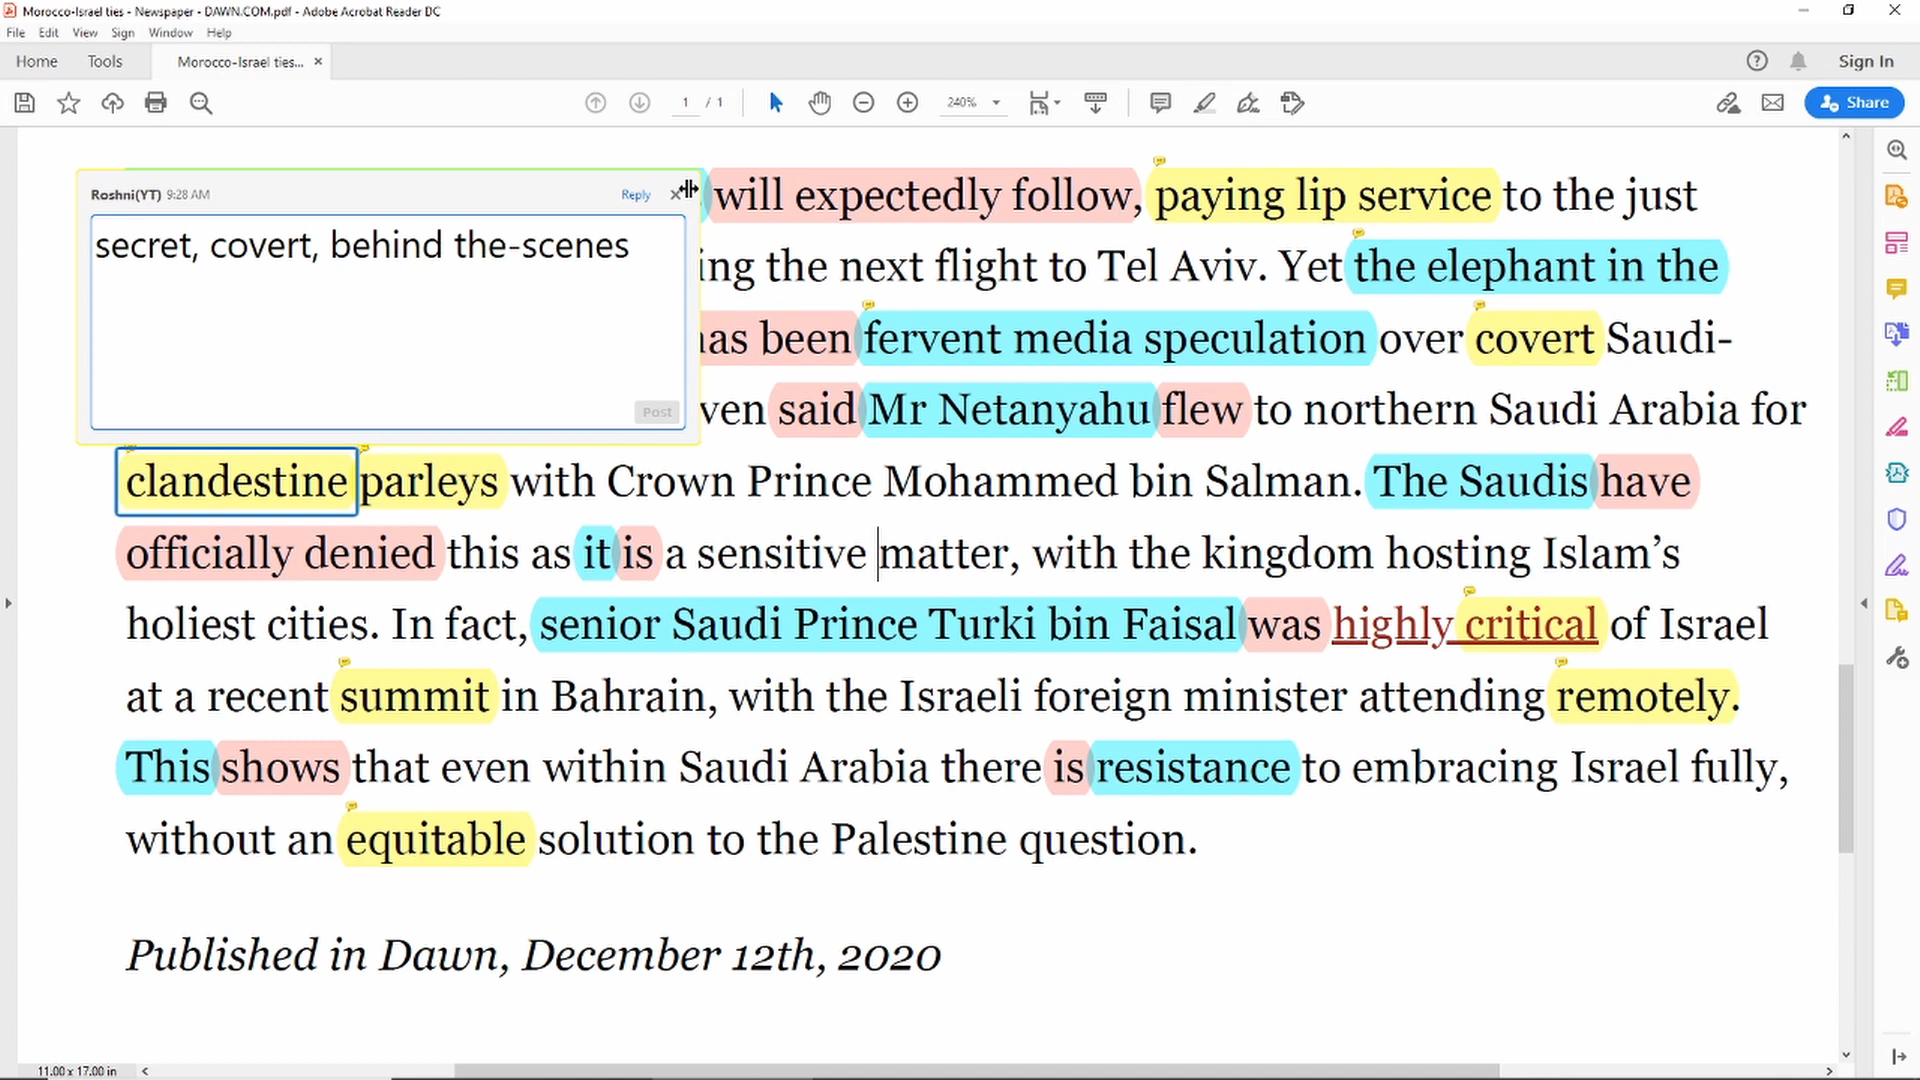 Morocco-Israel ties - Newspaper - DAWN.COM.pdf - Adobe Acrobat Reader DC
File Edit View Sign Window Help
Home Tools Morocco-Israel ties... × Sign In
1 / 1 240% Share
Roshni(YT) 9:28 AM Reply
secret, covert, behind the-scenes
Post
will expectedly follow, paying lip service to the just
ing the next flight to Tel Aviv. Yet the elephant in the
has been fervent media speculation over covert Saudi-
ven said Mr Netanyahu flew to northern Saudi Arabia for
clandestine parleys with Crown Prince Mohammed bin Salman. The Saudis have
officially denied this as it is a sensitive matter, with the kingdom hosting Islam’s
holiest cities. In fact, senior Saudi Prince Turki bin Faisal was highly critical of Israel
at a recent summit in Bahrain, with the Israeli foreign minister attending remotely.
This shows that even within Saudi Arabia there is resistance to embracing Israel fully,
without an equitable solution to the Palestine question.
Published in Dawn, December 12th, 2020
11.00 x 17.00 in